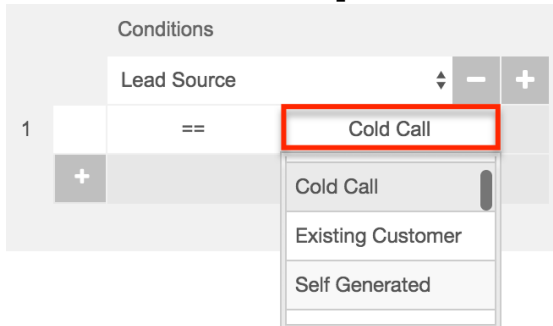 Conditions
Lead Source
1
== Cold Call
Cold Call
Existing Customer
Self Generated